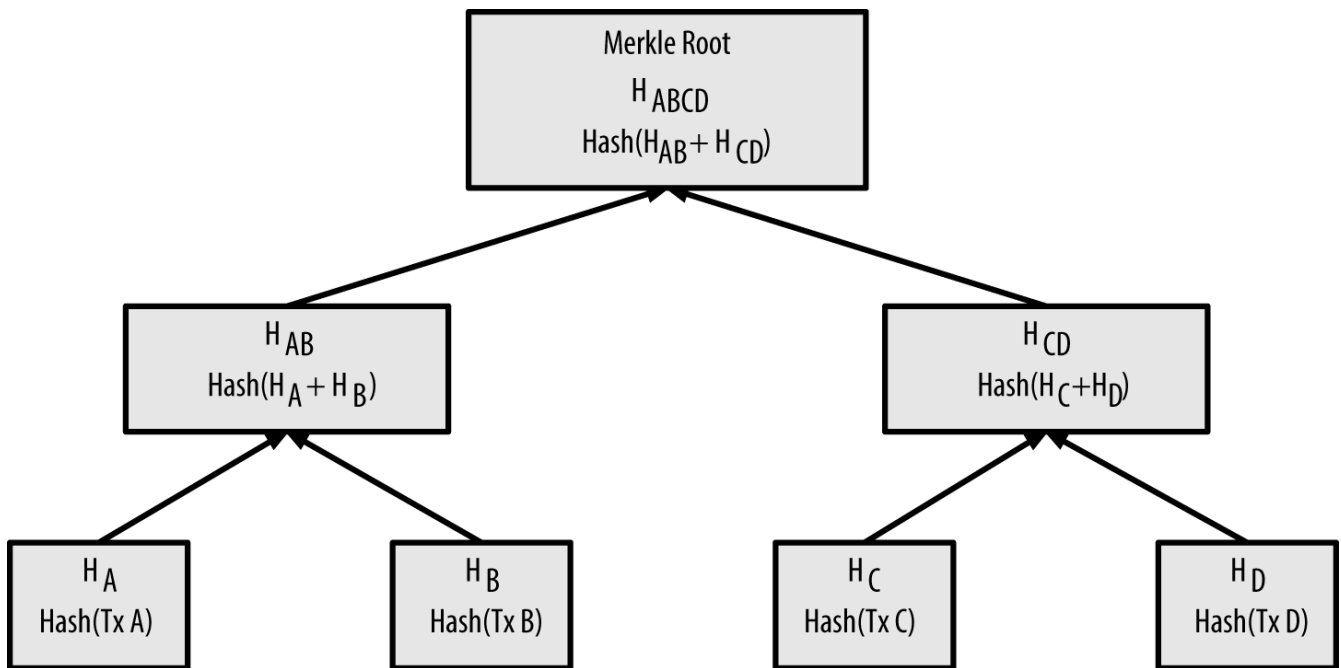 Merkle Root
H ABCD
Hash(H AB + H CD)
H AB
Hash(H A + H B)
H CD
Hash(H C+H D)
H A
Hash(Tx A)
H B
Hash(Tx B)
H C
Hash(Tx C)
H D
Hash(Tx D)